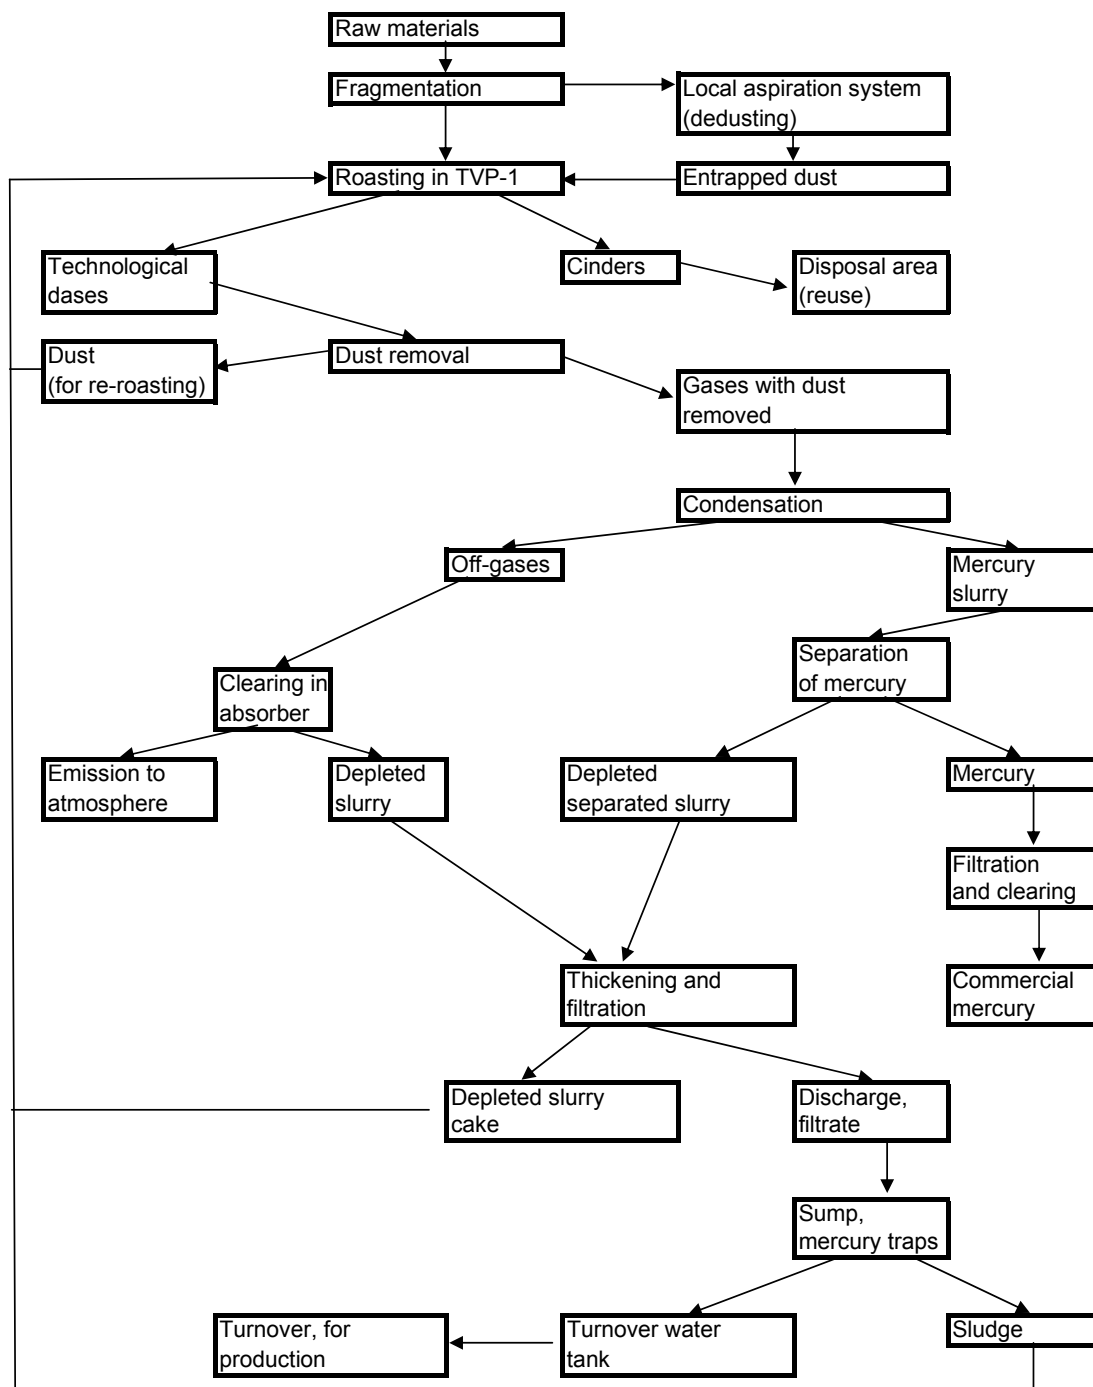 Raw materials
Fragmentation
Local aspiration system
(dedusting)
Roasting in TVP-1
Entrapped dust
Technological
dases
Cinders
Disposal area
(reuse)
Dust
(for re-roasting)
Dust removal
Gases with dust
removed
Condensation
Off-gases
Mercury
slurry
Separation
of mercury
Clearing in
absorber
Emission to
atmosphere
Depleted
slurry
Depleted
separated slurry
Mercury
Filtration
and clearing
Thickening and
filtration
Commercial
mercury
Depleted slurry
cake
Discharge,
filtrate
Sump,
mercury traps
Turnover, for
production
Turnover water
tank
Sludge